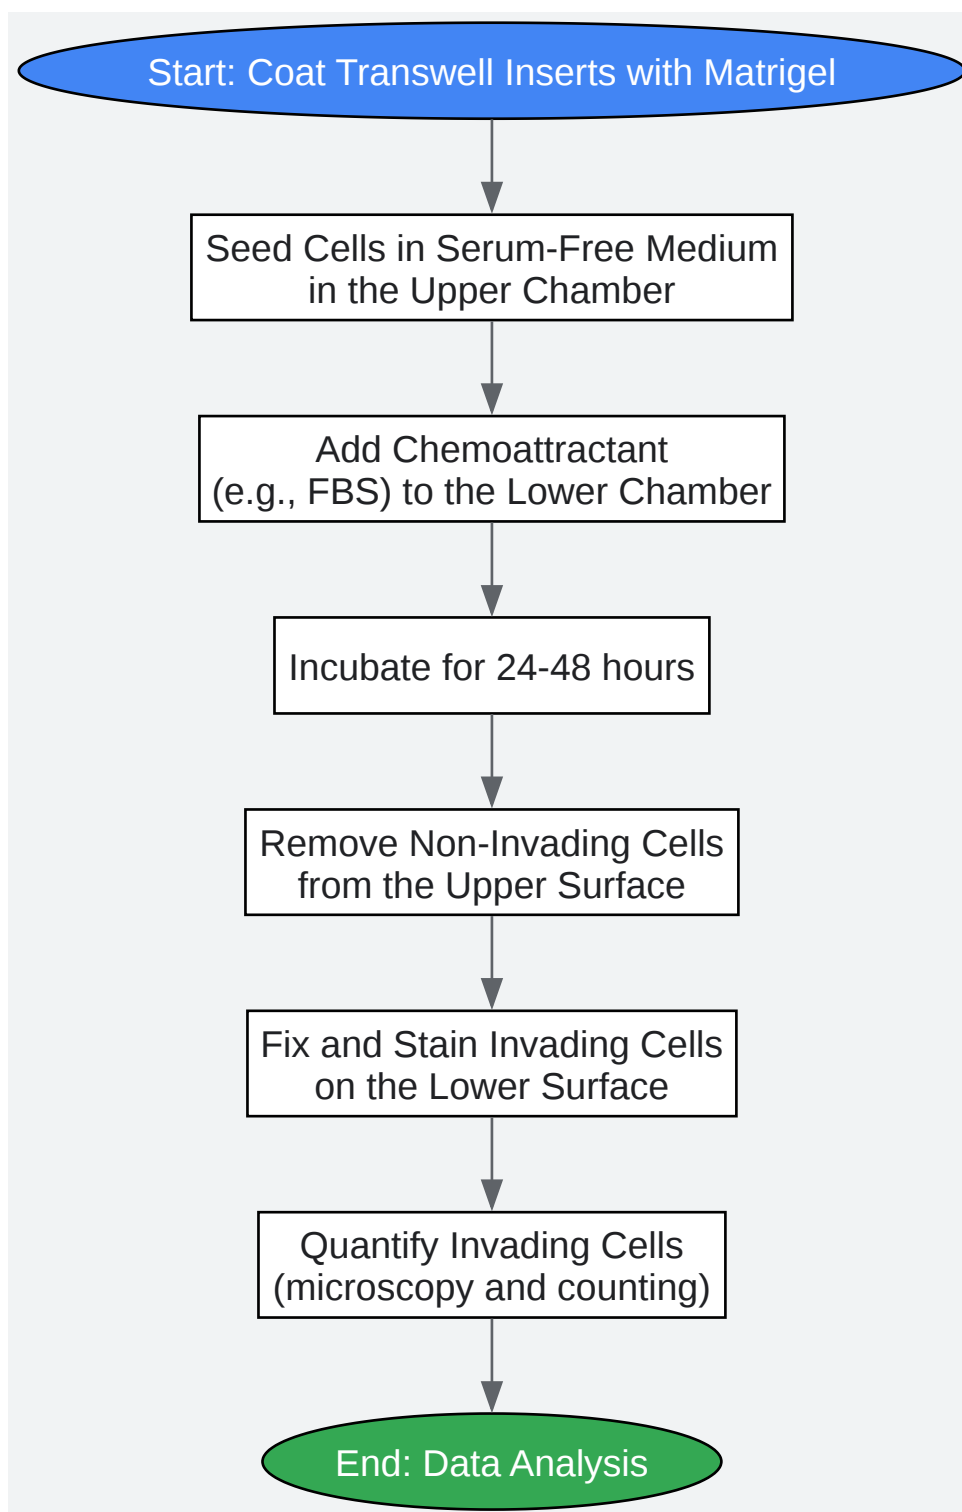 Start: Coat Transwell Inserts with Matrigel
Seed Cells in Serum-Free Medium
in the Upper Chamber
Add Chemoattractant
(e.g., FBS) to the Lower Chamber
Incubate for 24-48 hours
Remove Non-Invading Cells
from the Upper Surface
Fix and Stain Invading Cells
on the Lower Surface
Quantify Invading Cells
(microscopy and counting)
End: Data Analysis